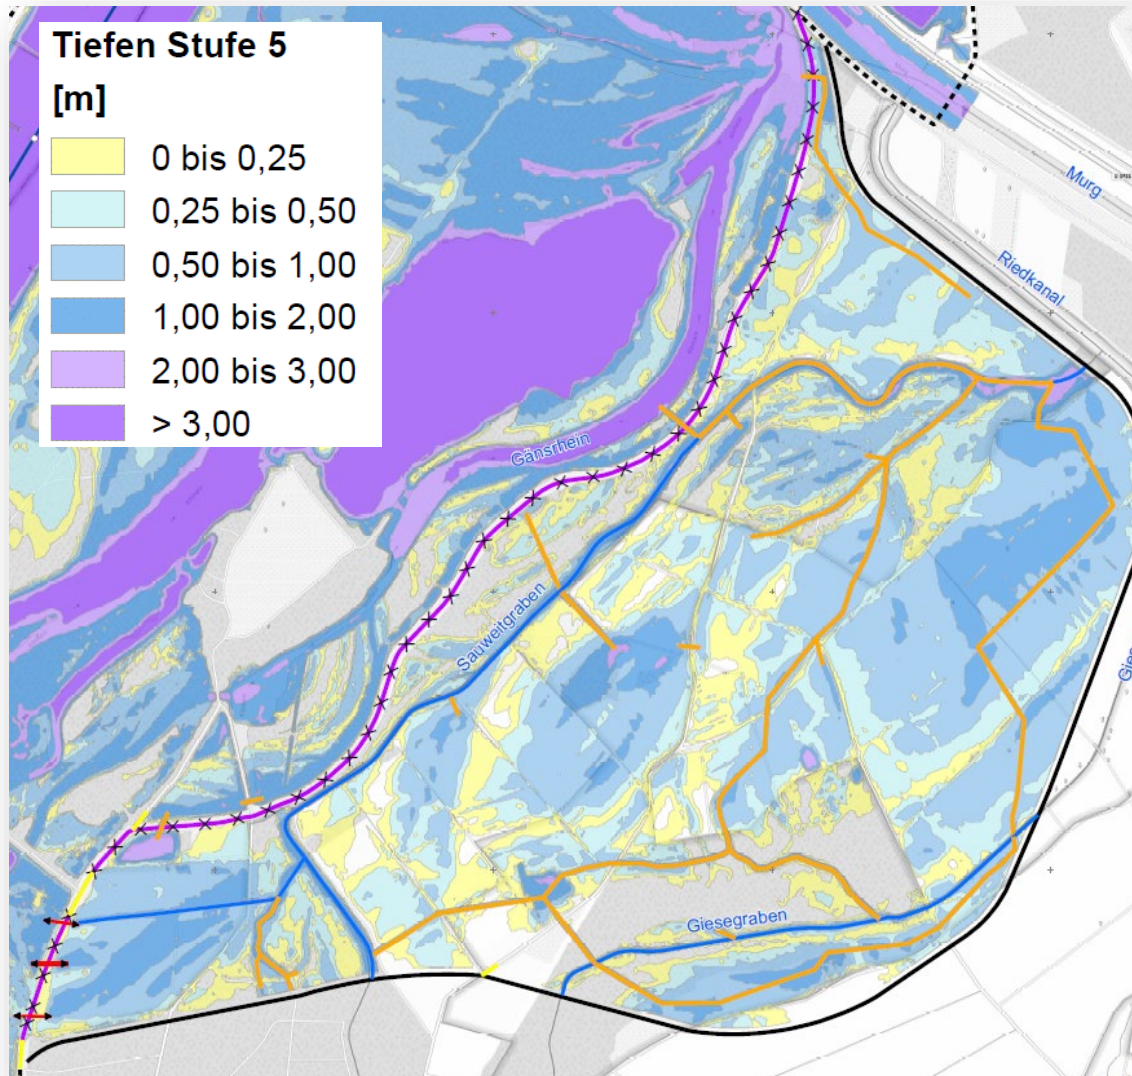 Tiefen Stufe 5
[m]
0 bis 0,25
0,25 bis 0,50
0,50 bis 1,00
1,00 bis 2,00
2,00 bis 3,00
> 3,00
Murg
Riedkanal
Gänsrhein
Sauweitgraben
Gies
Giesegraben